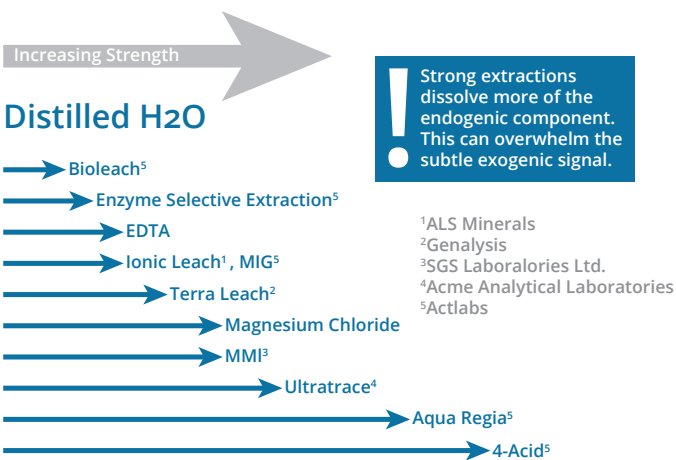 Increasing Strength
Distilled H2O
! Strong extractions
dissolve more of the
endogenic component.
This can overwhelm the
subtle exogenic signal.
Bioleach⁵
Enzyme Selective Extraction⁵
EDTA
Ionic Leach¹ , MIG⁵
Terra Leach²
Magnesium Chloride
MMl³
Ultratrace⁴
Aqua Regia⁵
4-Acid⁵
¹ALS Minerals
²Genalysis
³SGS Laboralories Ltd.
⁴Acme Analytical Laboratories
⁵Actlabs